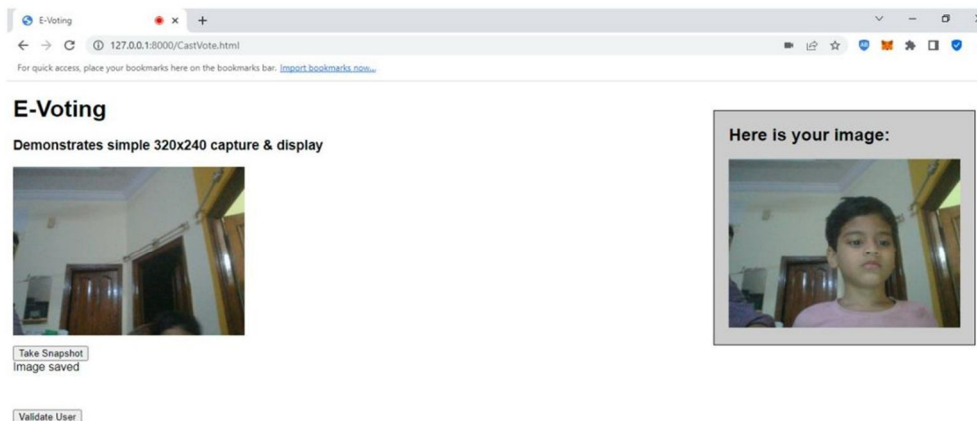 E-Voting
127.0.0.1:8000/CastVote.html
For quick access, place your bookmarks here on the bookmarks bar. Import bookmarks now...
E-Voting
Demonstrates simple 320x240 capture & display
Here is your image:
Take Snapshot
Image saved
Validate User